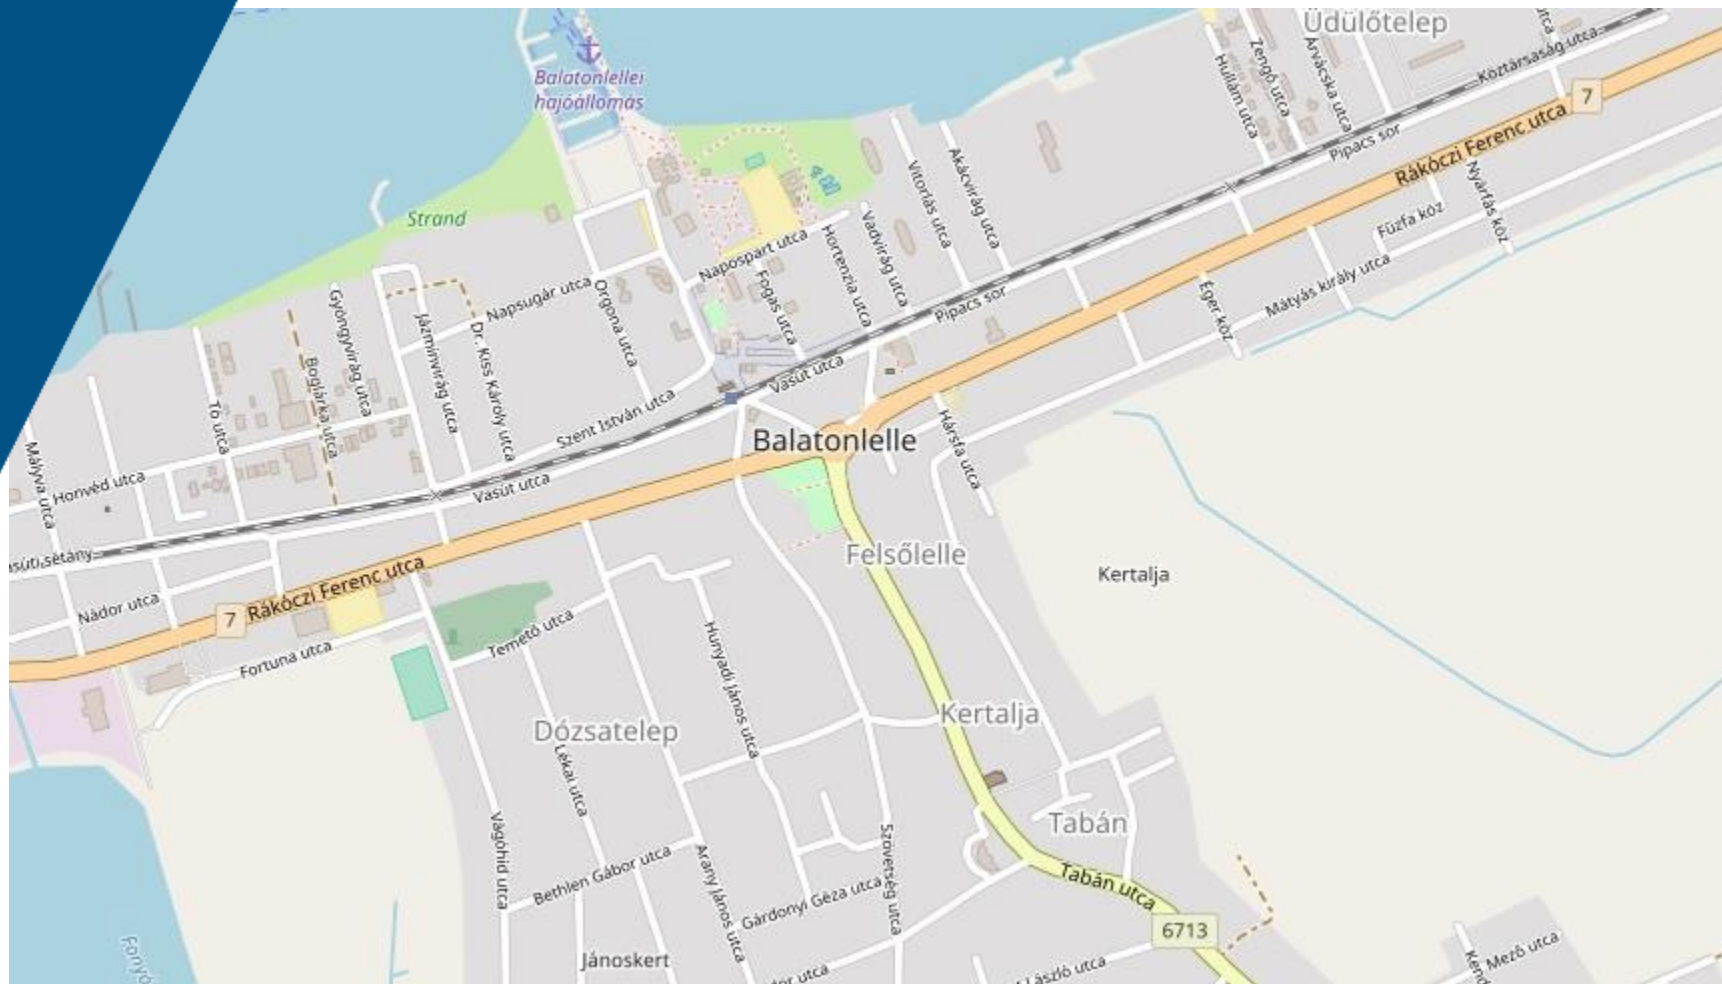 Üdülőtelep
Balatonlellei
hajóállomás
Hullám utca
Zengő utca
Árvácska utca
Köztársaság utca
7
Pipacs sor
Rákóczi Ferenc utca
Nyárfás köz
Fűzfa köz
Akácvirág utca
Vitorlás utca
Strand
Vadvirág utca
Hortenzia utca
Napospart utca
Fogas utca
Napsugár utca
Orgona utca
Gyöngyvirág utca
Jázminvirág utca
Dr. Kiss Károly utca
Boglárka utca
Tó utca
Pipacs sor
Éger köz
Mátyás király utca
Vasút utca
Szent István utca
Balatonlelle
Hársfa utca
Mályva utca
Honvéd utca
Vasút utca
sétány
Felsőlelle
Kertalja
Nádor utca
7
Rákóczi Ferenc utca
Temető utca
Fortuna utca
Hunyadi János utca
Dózsatelep
Kertalja
Lékai utca
Vágóhíd utca
Tabán
Szövetség utca
Bethlen Gábor utca
Arany János utca
Gárdonyi Géza utca
Tabán utca
6713
Jánoskert
László utca
Mező utca